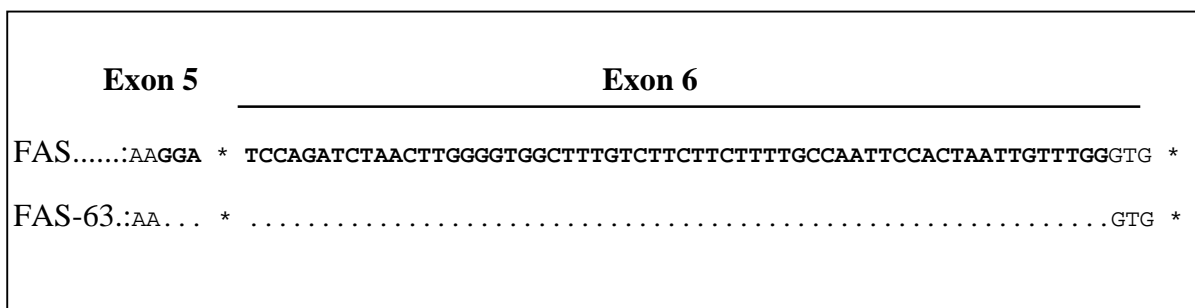 Exon 5 Exon 6
FAS......:AAGGA * TCCAGATCTAACTTGGGGTGGCTTTGTCTTCTTCTTTTGCCAATTCCACTAATTGTTTGGGTG *
FAS-63.:AA... * ............................................................GTG *